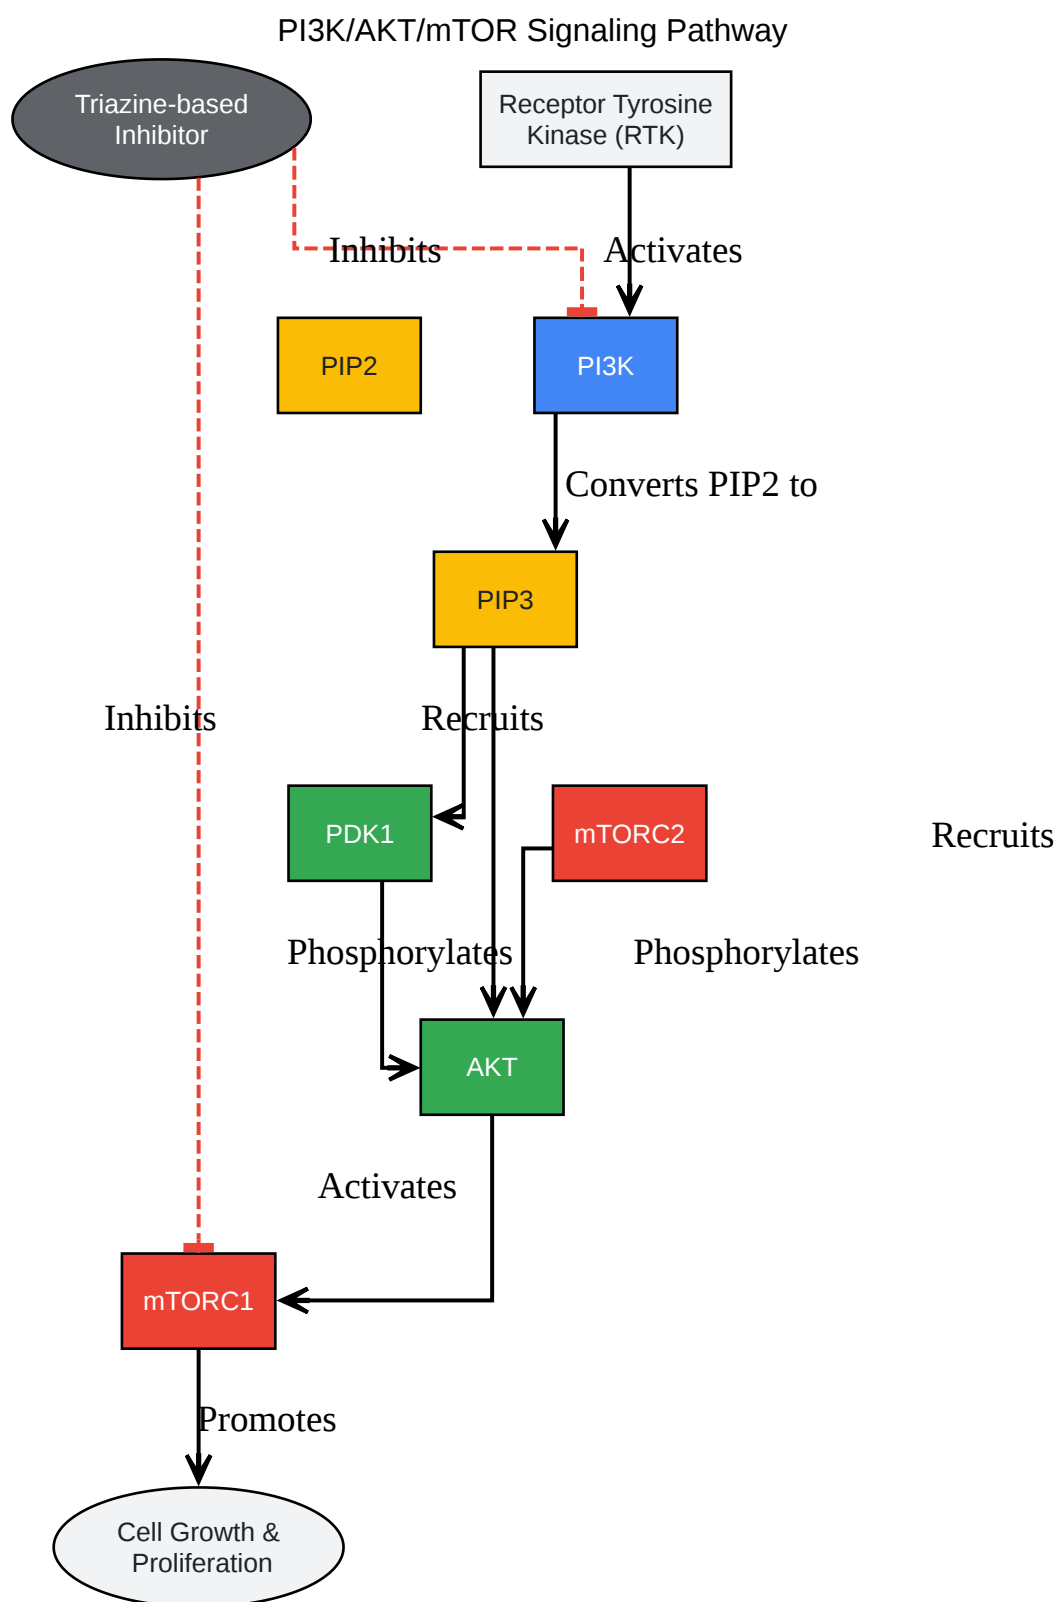 PI3K/AKT/mTOR Signaling Pathway
Triazine-based
Inhibitor
Receptor Tyrosine
Kinase (RTK)
Inhibits
Activates
PIP2
PI3K
Converts PIP2 to
PIP3
Inhibits
Recruits
PDK1
mTORC2
Recruits
Phosphorylates
Phosphorylates
AKT
Activates
mTORC1
Promotes
Cell Growth &
Proliferation